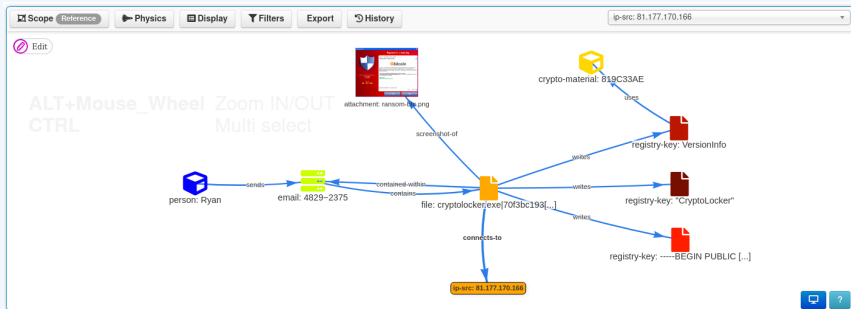 Scope Reference Physics Display Filters Export History
ip-src: 81.177.170.166
Edit
ALT+Mouse_Wheel Zoom IN/OUT
CTRL Multi select
attachment: ransom-
.png
crypto-material: 819C33AE
uses
screenshot-of
registry-key: VersionInfo
writes
person: Ryan
sends
email: 4829-2375
contained-within
contains
file: cryptolocker.exe|70f3bc193[...]
writes
registry-key: "CryptoLocker"
writes
registry-key: -----BEGIN PUBLIC [...]
connects-to
ip-src: 81.177.170.166
?